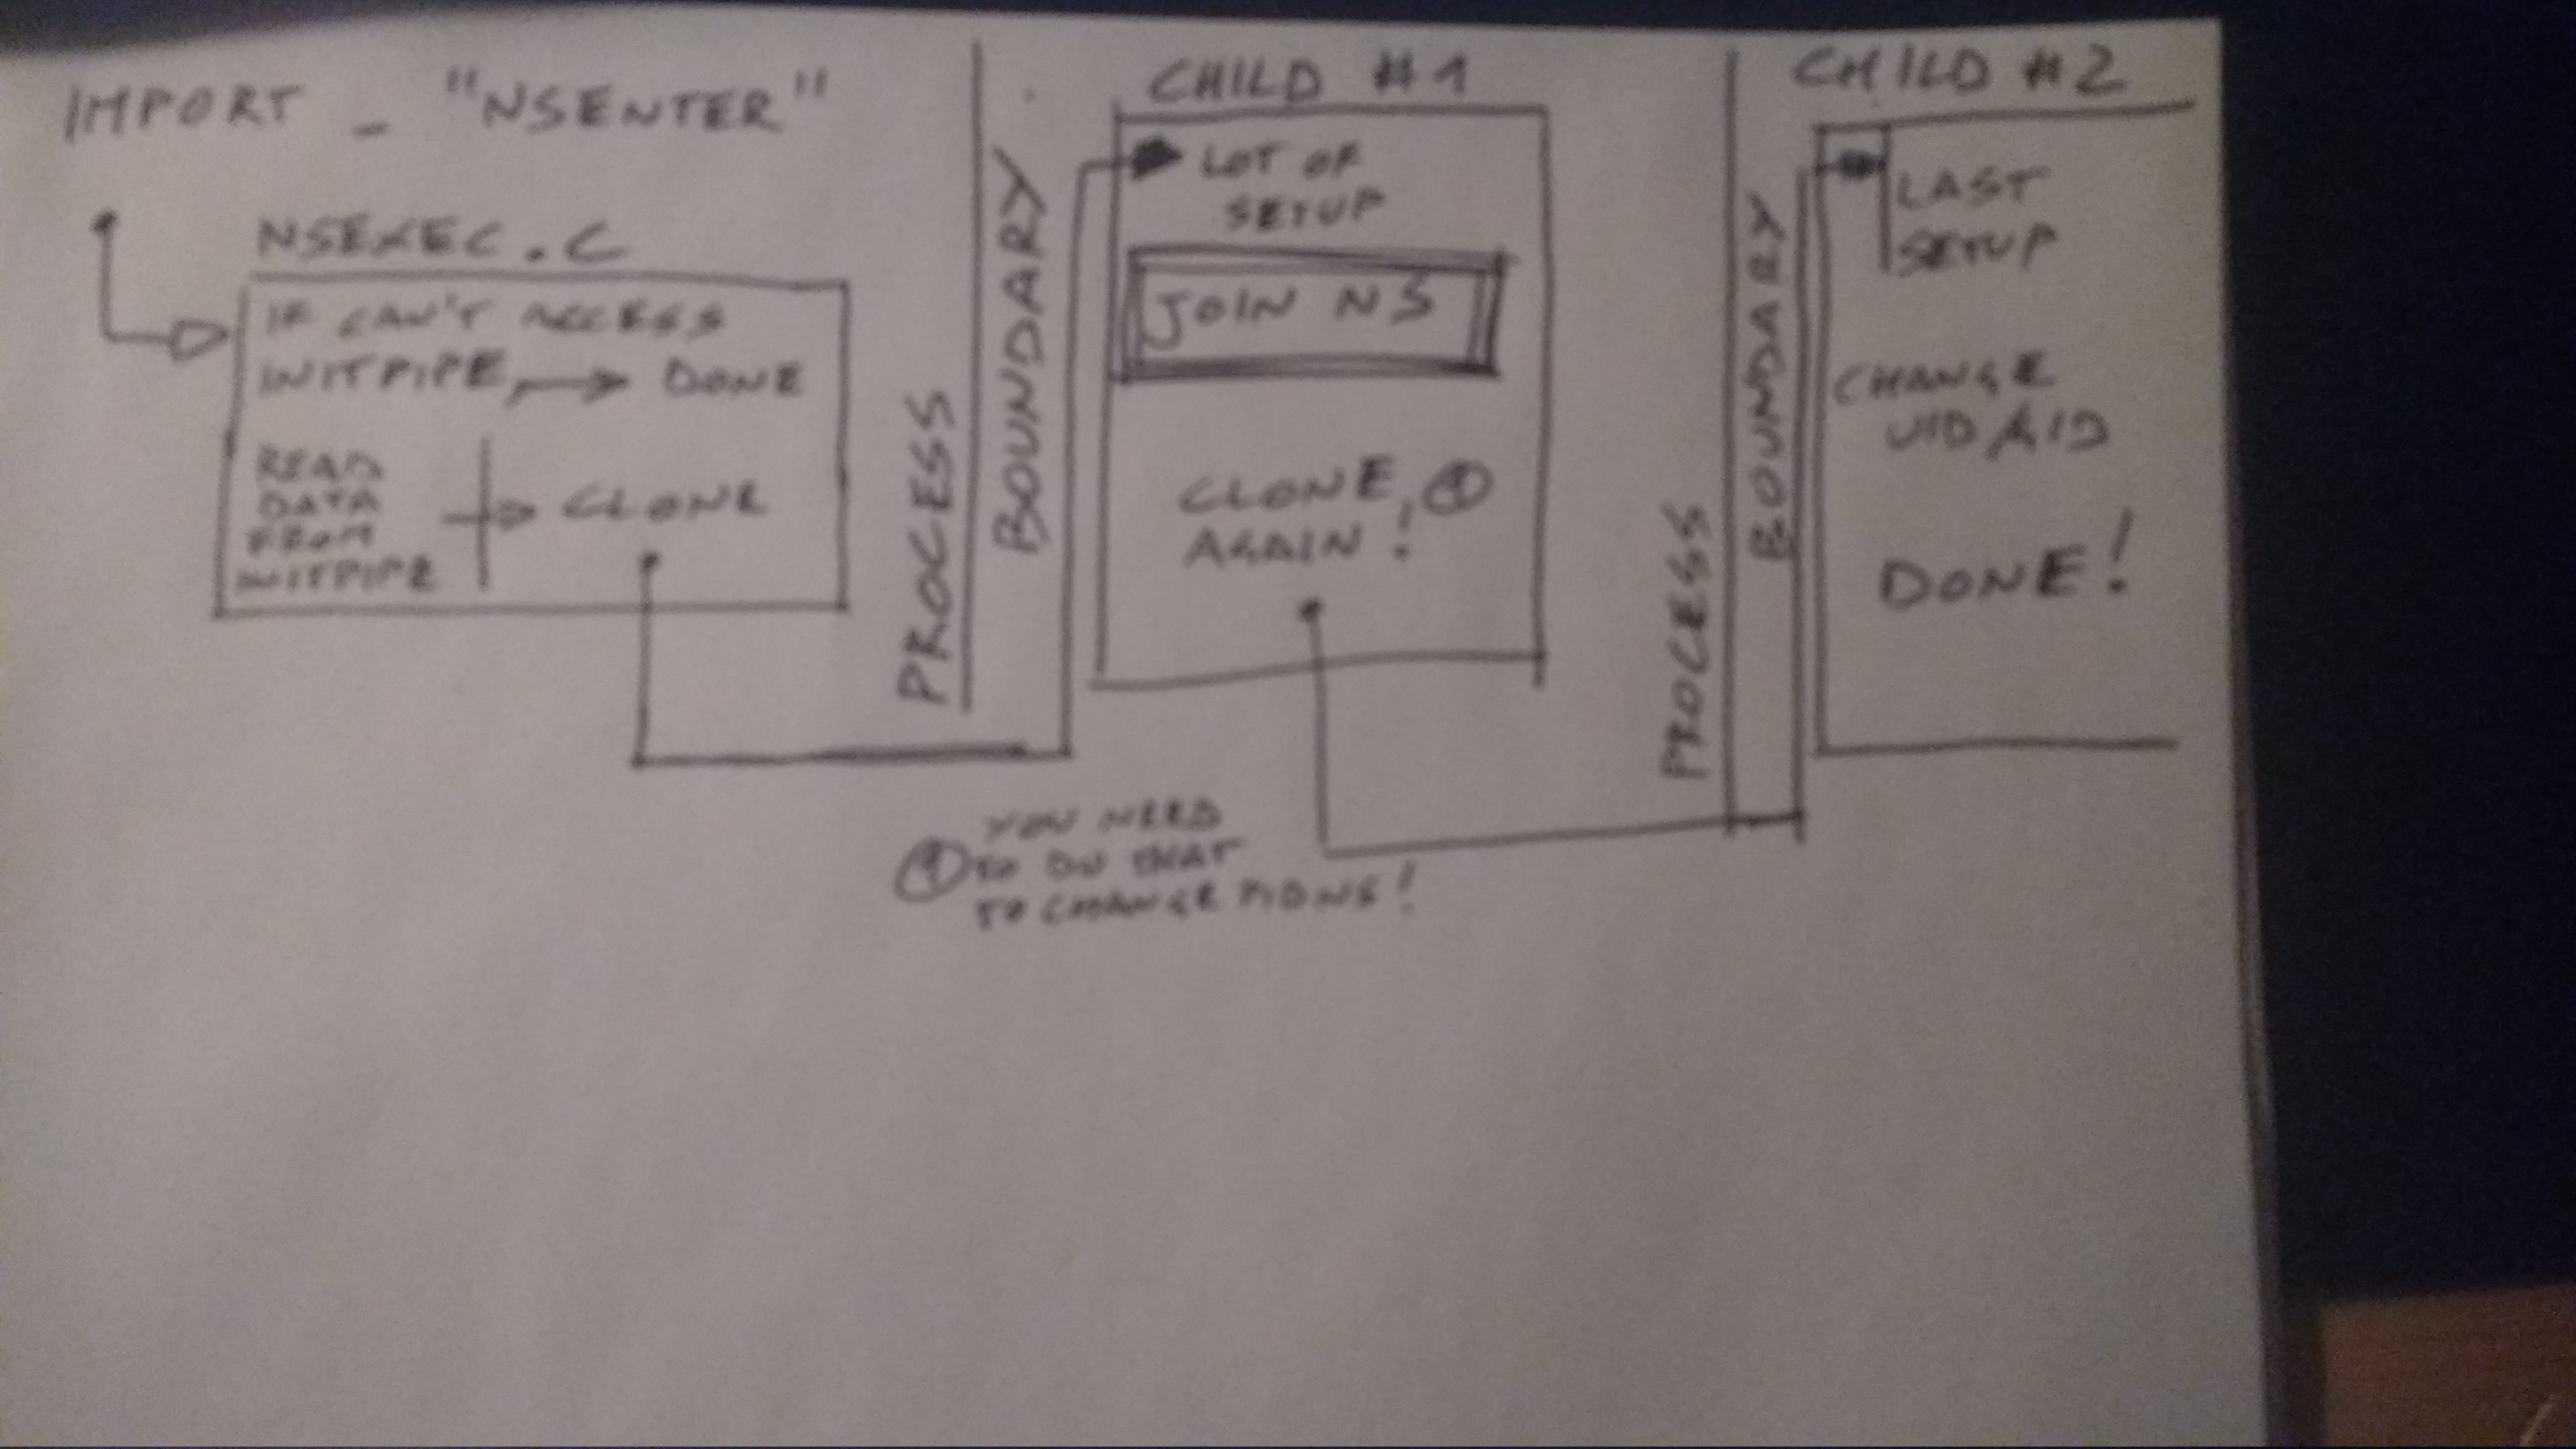 IMPORT _ "NSENTER"
NSEXEC.C
IF CAN'T ACCESS
INITPIPE, → DONE
READ
DATA
FROM
INITPIPE
CLONE
PROCESS
BOUNDARY
CHILD #1
LOT OF
SETUP
JOIN NS
CLONE, ①
AGAIN!
① YOU NEED
TO DO THAT
TO CHANGE PIDNS!
PROCESS
BOUNDARY
CHILD #2
LAST
SETUP
CHANGE
UID/GID
DONE!